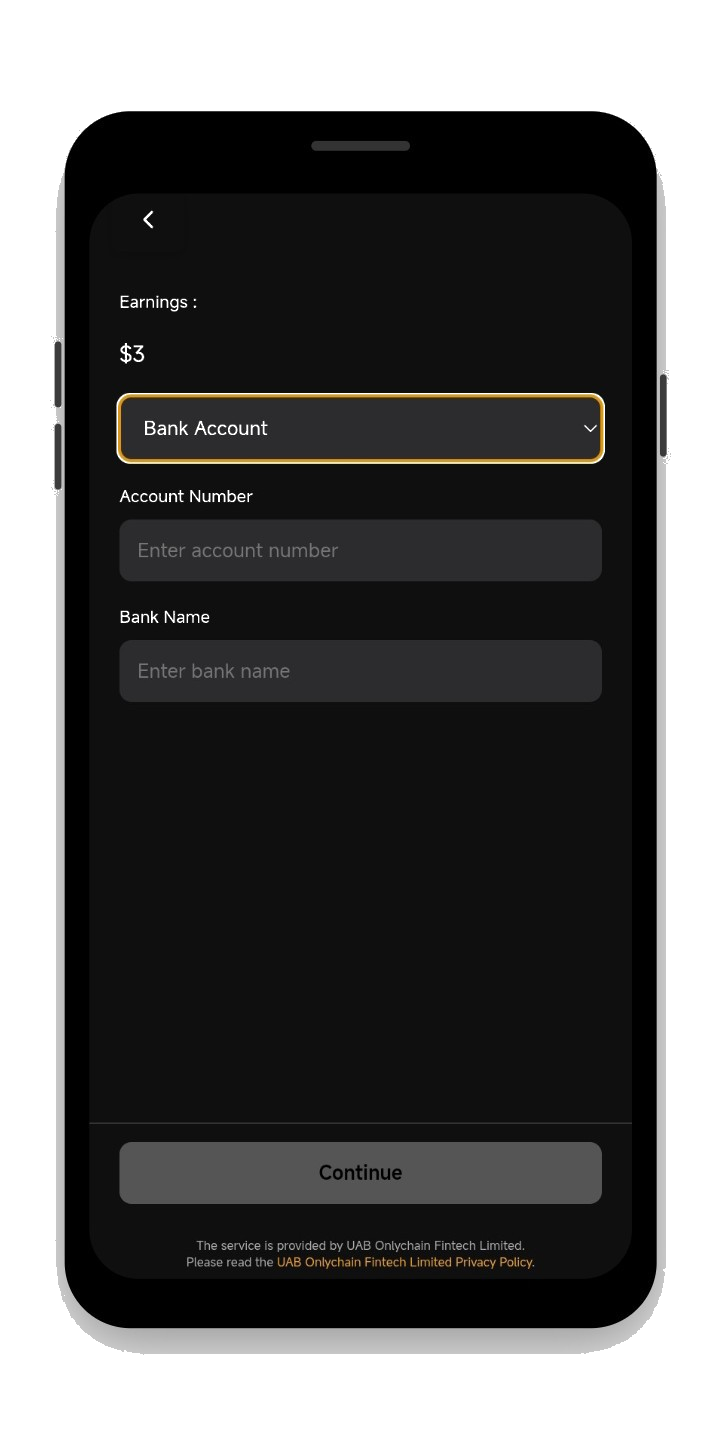 Earnings :
$3
Bank Account
Account Number
Enter account number
Bank Name
Enter bank name
Continue
The service is provided by UAB Onlychain Fintech Limited.
Please read the UAB Onlychain Fintech Limited Privacy Policy.